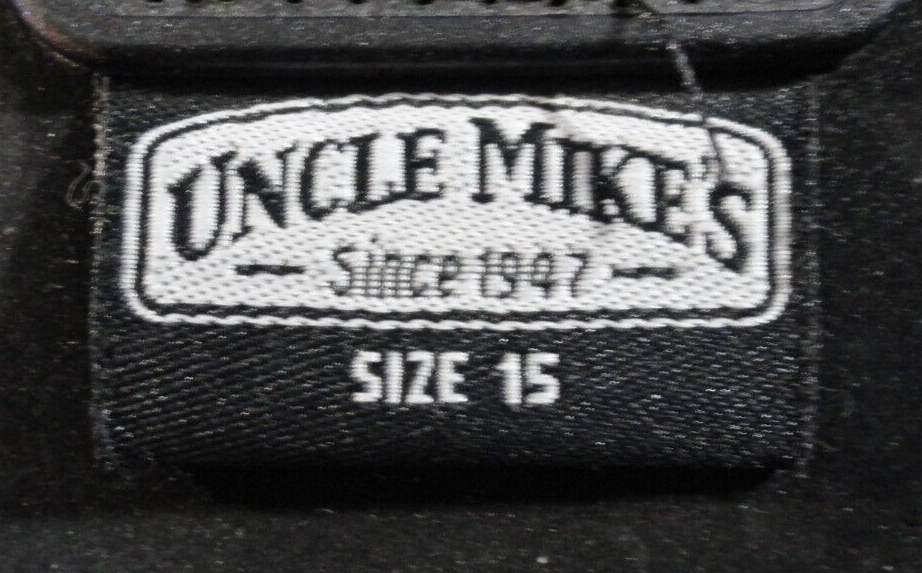 UNCLE MIKE'S
— Since 1947 —
SIZE 15